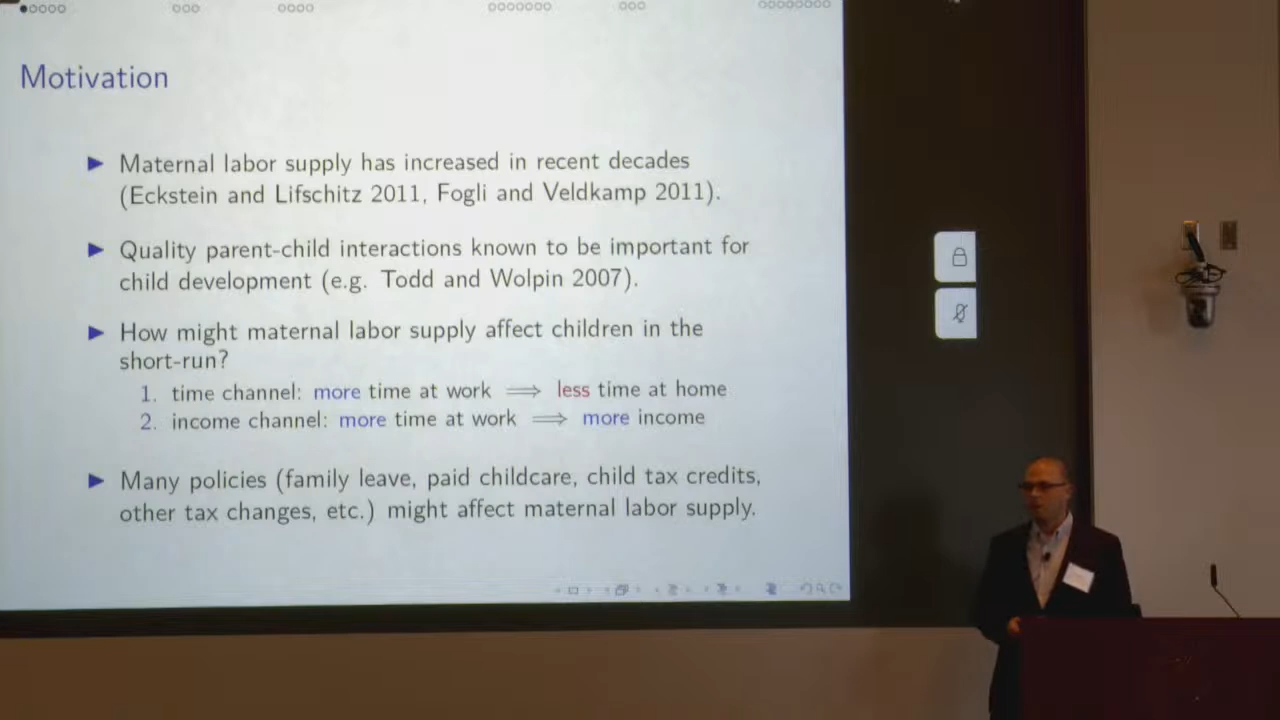 Motivation
▶ Maternal labor supply has increased in recent decades
(Eckstein and Lifschitz 2011, Fogli and Veldkamp 2011).
▶ Quality parent-child interactions known to be important for
child development (e.g. Todd and Wolpin 2007).
▶ How might maternal labor supply affect children in the
short-run?
1. time channel: more time at work ⟹ less time at home
2. income channel: more time at work ⟹ more income
▶ Many policies (family leave, paid childcare, child tax credits,
other tax changes, etc.) might affect maternal labor supply.